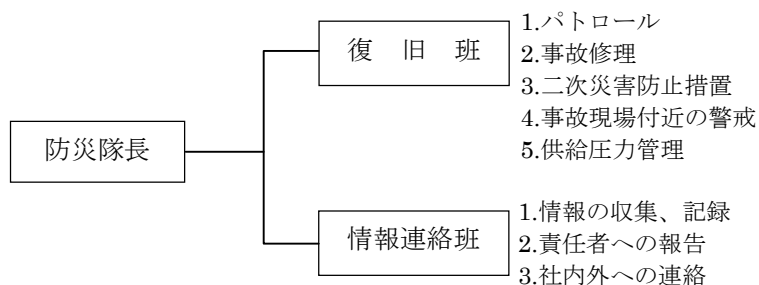 防災隊長
復　旧　班
1.パトロール
2.事故修理
3.二次災害防止措置
4.事故現場付近の警戒
5.供給圧力管理
情報連絡班
1.情報の収集、記録
2.責任者への報告
3.社内外への連絡